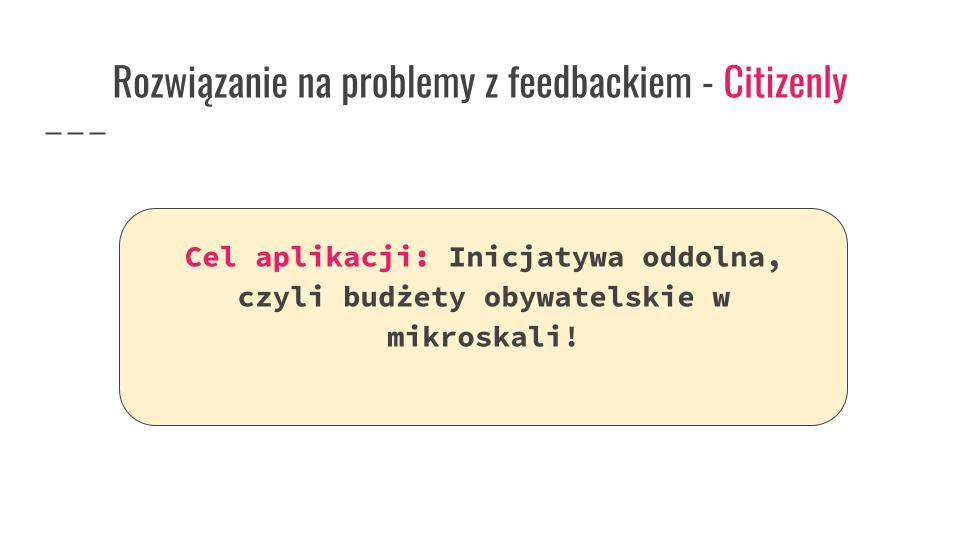 Rozwiązanie na problemy z feedbackiem - Citizenly
Cel aplikacji: Inicjatywa oddolna,
czyli budżety obywatelskie w
mikroskali!